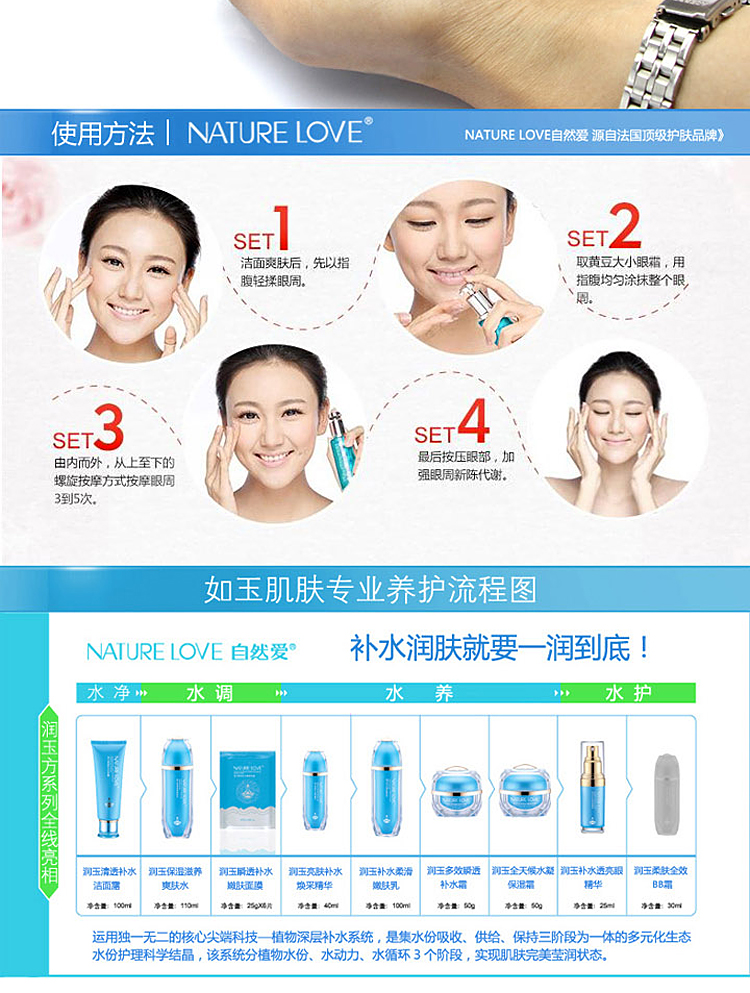 使用方法 | NATURE LOVE®
NATURE LOVE自然爱 源自法国顶级护肤品牌》
SET1
洁面爽肤后，先以指
腹轻揉眼周。
SET2
取黄豆大小眼霜，用
指腹均匀涂抹整个眼
周。
SET3
由内而外，从上至下的
螺旋按摩方式按摩眼周
3到5次。
SET4
最后按压眼部，加
强眼周新陈代谢。
如玉肌肤专业养护流程图
NATURE LOVE 自然爱®
补水润肤就要一润到底！
润玉方系列全线亮相
水净
水调
水养
水护
NATURE LOVE
NATURE LOVE
NATURE LOVE
润玉清透补水
洁面露
净含量：100ml
润玉保湿滋养
爽肤水
净含量：110ml
润玉瞬透补水
嫩肤面膜
净含量：25gX6片
润玉亮肤补水
焕采精华
净含量：40ml
润玉补水柔滑
嫩肤乳
净含量：100ml
润玉多效瞬透
补水霜
净含量：50g
润玉全天候水凝
保湿霜
净含量：50g
润玉补水透亮眼
精华
净含量：25ml
润玉柔肤全效
BB霜
净含量：30ml
运用独一无二的核心尖端科技—植物深层补水系统，是集水份吸收、供给、保持三阶段为一体的多元化生态
水份护理科学结晶，该系统分植物水份、水动力、水循环 3 个阶段，实现肌肤完美莹润状态。